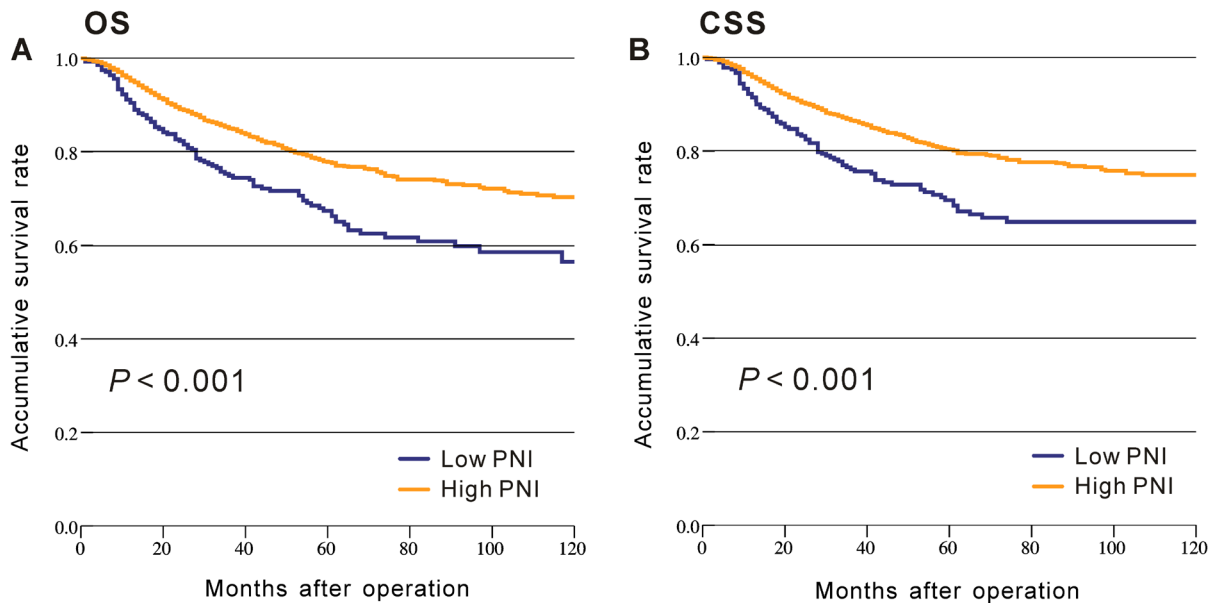 OS
A
1.0
0.8
0.6
0.4
0.2
0.0
Accumulative survival rate
P < 0.001
Low PNI
High PNI
0 20 40 60 80 100 120
Months after operation
CSS
B
1.0
0.8
0.6
0.4
0.2
0.0
Accumulative survival rate
P < 0.001
Low PNI
High PNI
0 20 40 60 80 100 120
Months after operation